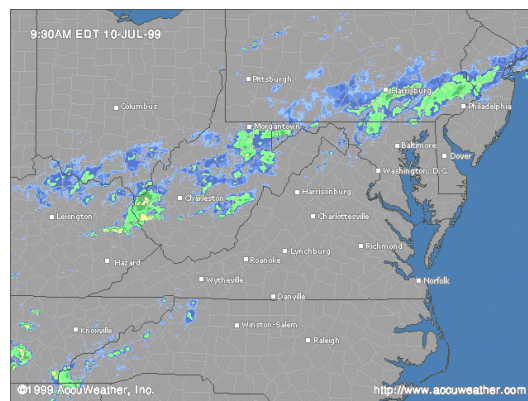 9:30AM EDT 10-JUL-99
Pittsburgh
Harrisburg
Columbus
Philadelphia
Morgantown
Baltimore
Dover
Washington, D.C.
Charleston
Harrisonburg
Lexington
Charlottesville
Richmond
Lynchburg
Hazard
Roanoke
Wytheville
Norfolk
Danville
Knoxville
Winston-Salem
Raleigh
©1999 AccuWeather, Inc.
http://www.accuweather.com